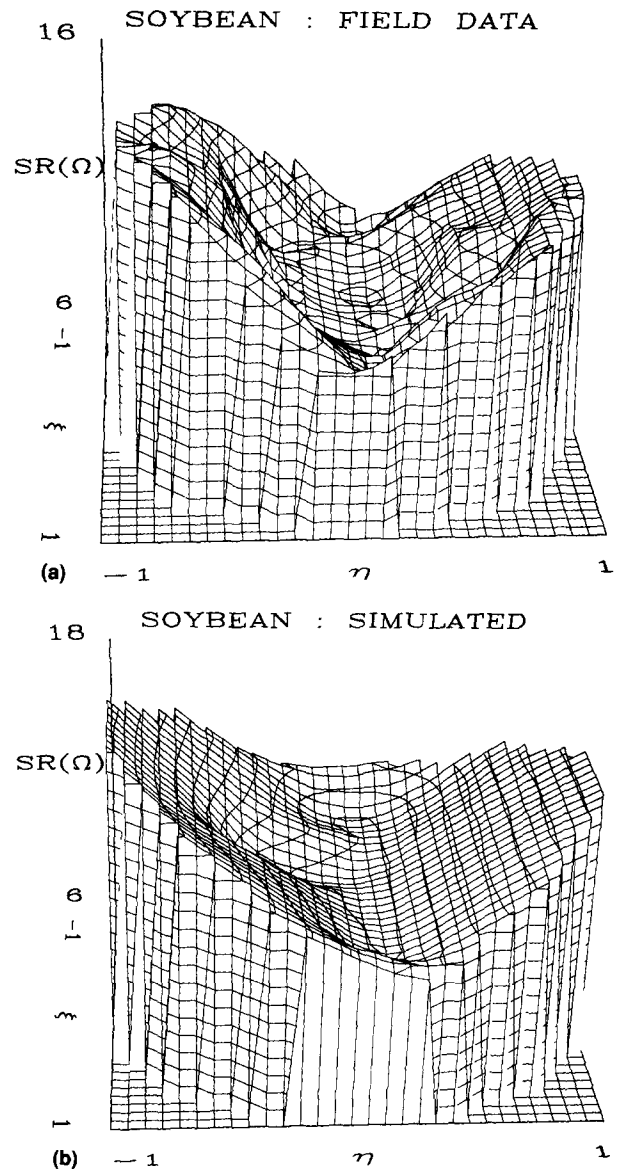 SOYBEAN : FIELD DATA
16
SR(Ω)
6
-1
ξ
1
(a) -1 η 1
SOYBEAN : SIMULATED
18
SR(Ω)
6
-1
ξ
1
(b) -1 η 1